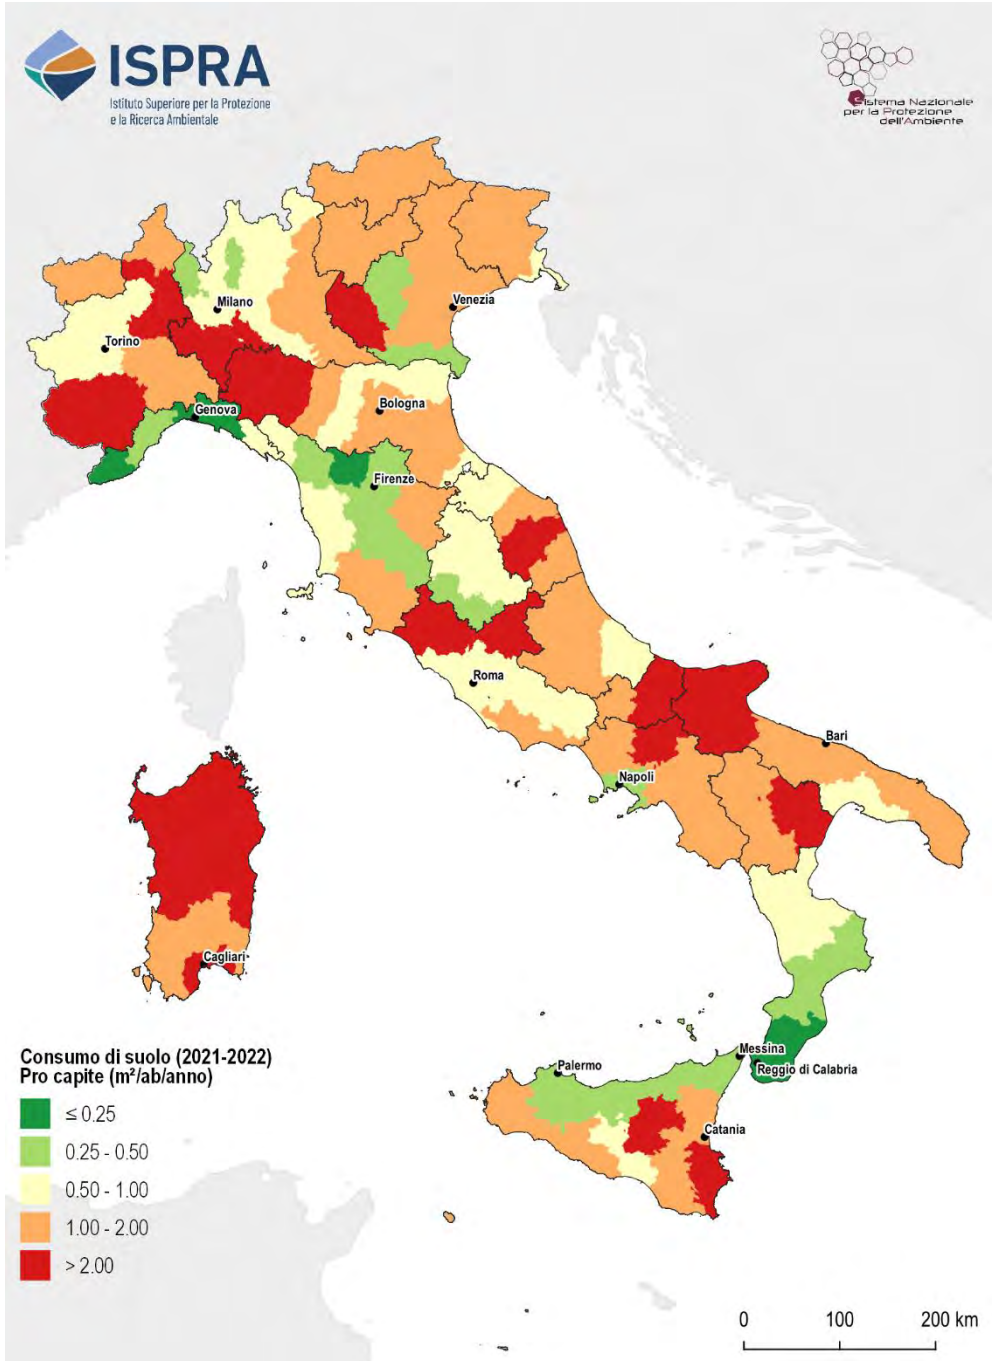 ISPRA
Istituto Superiore per la Protezione
e la Ricerca Ambientale
Sistema Nazionale
per la Protezione
dell'Ambiente
Milano
Venezia
Torino
Genova
Bologna
Firenze
Roma
Bari
Napoli
Cagliari
Messina
Palermo
Reggio di Calabria
Catania
Consumo di suolo (2021-2022)
Pro capite (m²/ab/anno)
≤ 0.25
0.25 - 0.50
0.50 - 1.00
1.00 - 2.00
> 2.00
0 100 200 km